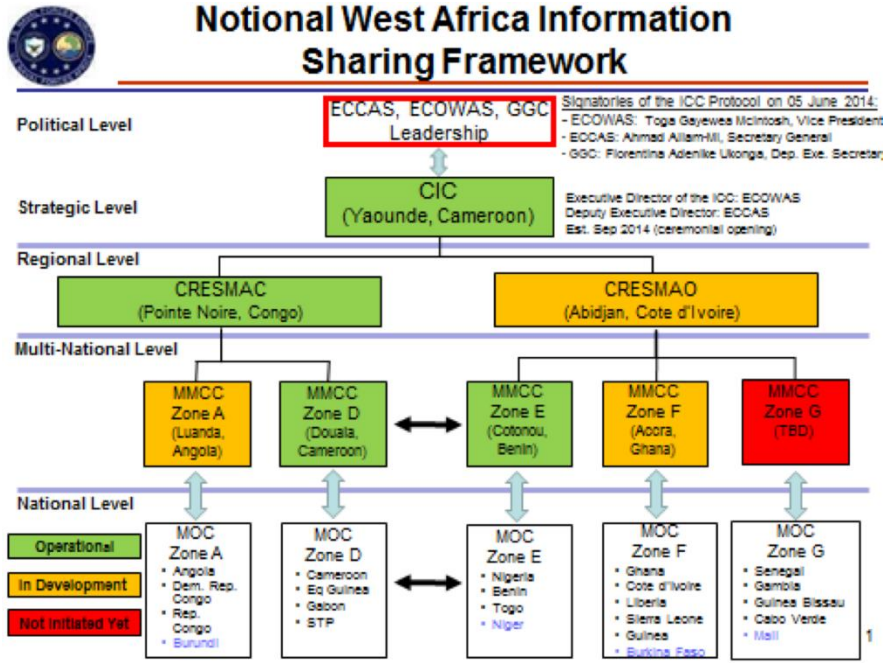 Notional West Africa Information
Sharing Framework
Political Level
ECCAS, ECOWAS, GGC
Leadership
Signatories of the ICC Protocol on 05 June 2014:
- ECOWAS: Toga Gayewea McIntosh, Vice President
- ECCAS: Ahmad Allam-Mi, Secretary General
- GGC: Florentina Adenike Ukonga, Dep. Exe. Secretary
Strategic Level
CIC
(Yaounde, Cameroon)
Executive Director of the ICC: ECOWAS
Deputy Executive Director: ECCAS
Est. Sep 2014 (ceremonial opening)
Regional Level
CRESMAC
(Pointe Noire, Congo)
CRESMAO
(Abidjan, Cote d'Ivoire)
Multi-National Level
MMCC
Zone A
(Luanda,
Angola)
MMCC
Zone D
(Douala,
Cameroon)
MMCC
Zone E
(Cotonou,
Benin)
MMCC
Zone F
(Accra,
Ghana)
MMCC
Zone G
(TBD)
National Level
Operational
In Development
Not Initiated Yet
MOC
Zone A
▪ Angola
▪ Dem. Rep.
Congo
▪ Rep.
Congo
▪ Burundi
MOC
Zone D
▪ Cameroon
▪ Eq Guinea
▪ Gabon
▪ STP
MOC
Zone E
▪ Nigeria
▪ Benin
▪ Togo
▪ Niger
MOC
Zone F
▪ Ghana
▪ Cote d'Ivoire
▪ Liberia
▪ Sierra Leone
▪ Guinea
▪ Burkina Faso
MOC
Zone G
▪ Senegal
▪ Gambia
▪ Guinea Bissau
▪ Cabo Verde
▪ Mali
1